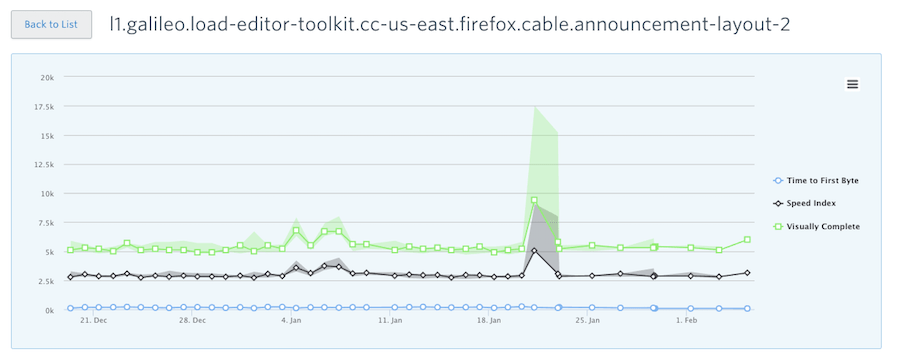 Back to List
l1.galileo.load-editor-toolkit.cc-us-east.firefox.cable.announcement-layout-2
20k
17.5k
15k
12.5k
10k
7.5k
5k
2.5k
0k
21. Dec
28. Dec
4. Jan
11. Jan
18. Jan
25. Jan
1. Feb
Time to First Byte
Speed Index
Visually Complete